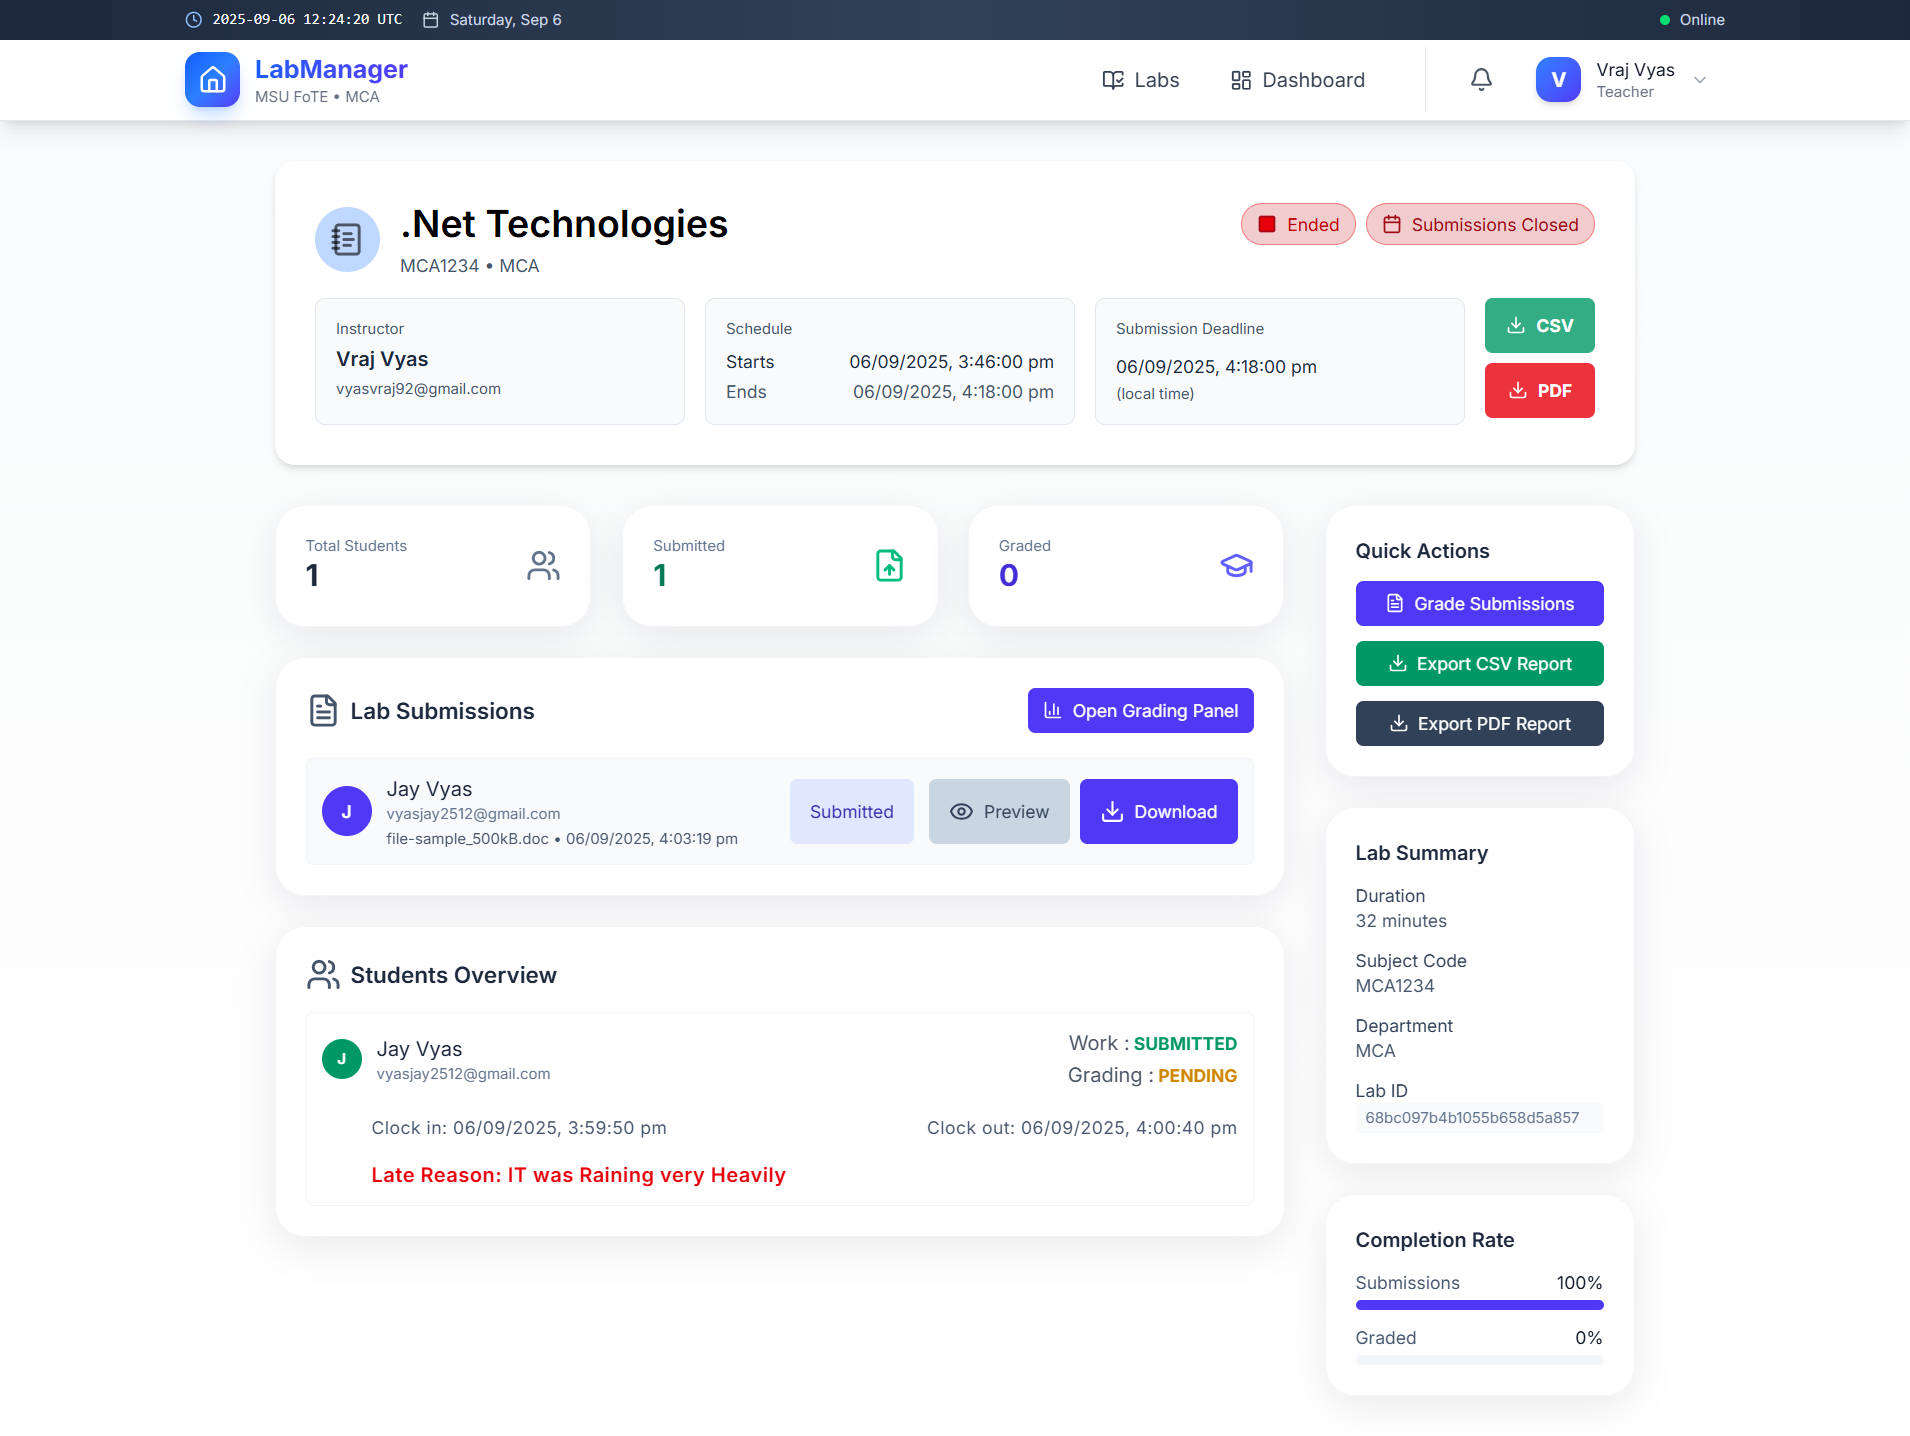 2025-09-06 12:24:20 UTC
Saturday, Sep 6
Online
LabManager
MSU FoTE • MCA
Labs
Dashboard
V
Vraj Vyas
Teacher
.Net Technologies
MCA1234 • MCA
Ended
Submissions Closed
Instructor
Vraj Vyas
vyasvraj92@gmail.com
Schedule
Starts 06/09/2025, 3:46:00 pm
Ends 06/09/2025, 4:18:00 pm
Submission Deadline
06/09/2025, 4:18:00 pm
(local time)
CSV
PDF
Total Students
1
Submitted
1
Graded
0
Lab Submissions
Open Grading Panel
J
Jay Vyas
vyasjay2512@gmail.com
file-sample_500kB.doc • 06/09/2025, 4:03:19 pm
Submitted
Preview
Download
Students Overview
J
Jay Vyas
vyasjay2512@gmail.com
Work : SUBMITTED
Grading : PENDING
Clock in: 06/09/2025, 3:59:50 pm
Clock out: 06/09/2025, 4:00:40 pm
Late Reason: IT was Raining very Heavily
Quick Actions
Grade Submissions
Export CSV Report
Export PDF Report
Lab Summary
Duration
32 minutes
Subject Code
MCA1234
Department
MCA
Lab ID
68bc097b4b1055b658d5a857
Completion Rate
Submissions 100%
Graded 0%